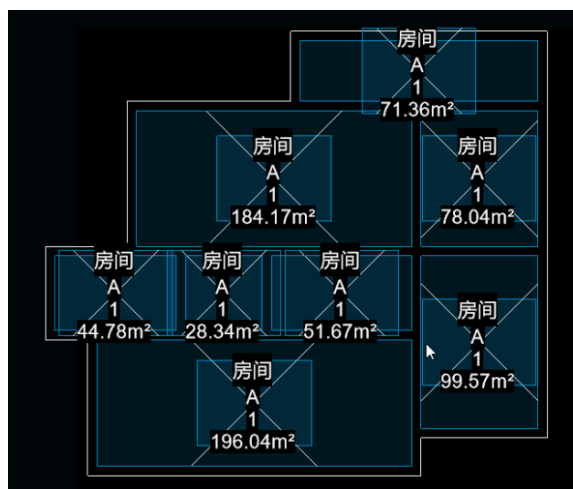 房间
A
1
71.36m²
房间
A
1
184.17m²
房间
A
1
78.04m²
房间
A
1
44.78m²
房间
A
1
28.34m²
房间
A
1
51.67m²
房间
A
1
99.57m²
房间
A
1
196.04m²